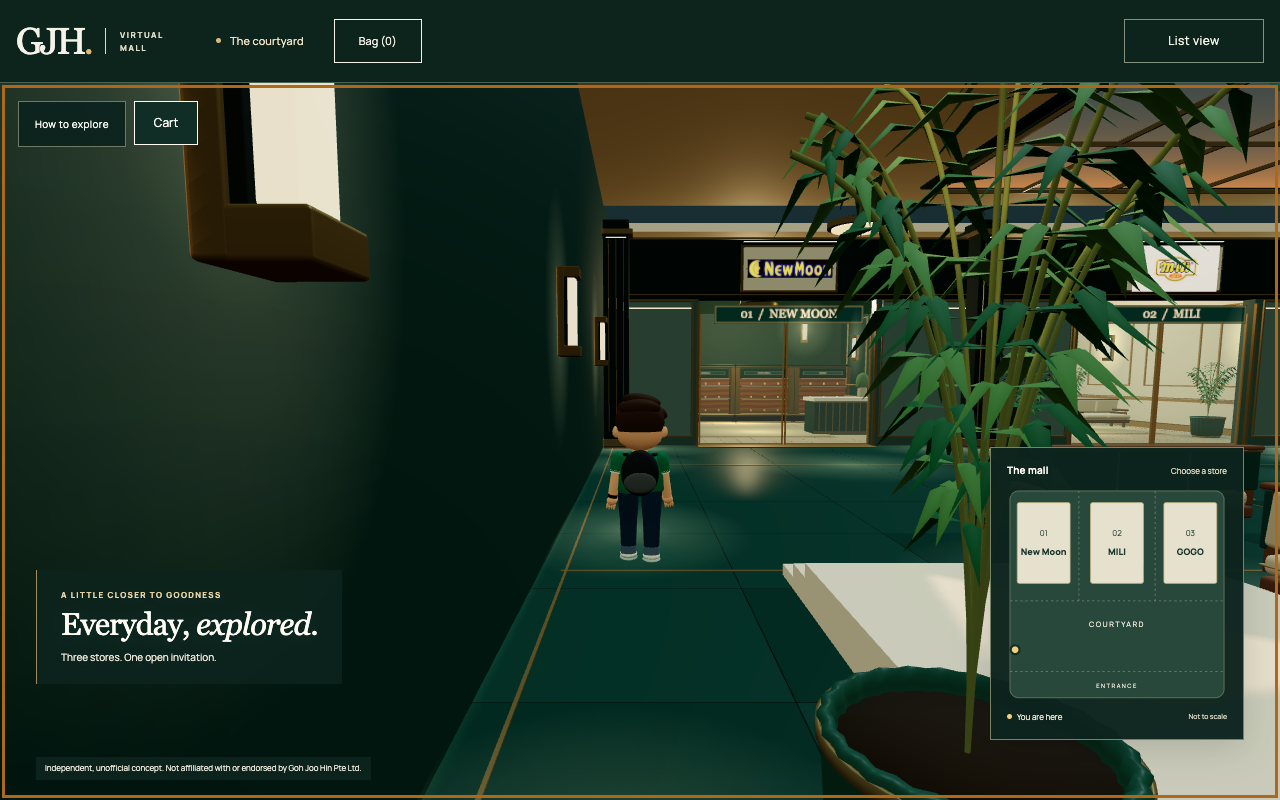 GJH.
VIRTUAL
MALL
The courtyard
Bag (0)
List view
How to explore
Cart
New Moon
mili
01 / NEW MOON
02 / MILI
A LITTLE CLOSER TO GOODNESS
Everyday, explored.
Three stores. One open invitation.
Independent, unofficial concept. Not affiliated with or endorsed by Goh Joo Hin Pte Ltd.
The mall
Choose a store
01
New Moon
02
MILI
03
GOGO
COURTYARD
ENTRANCE
You are here
Not to scale